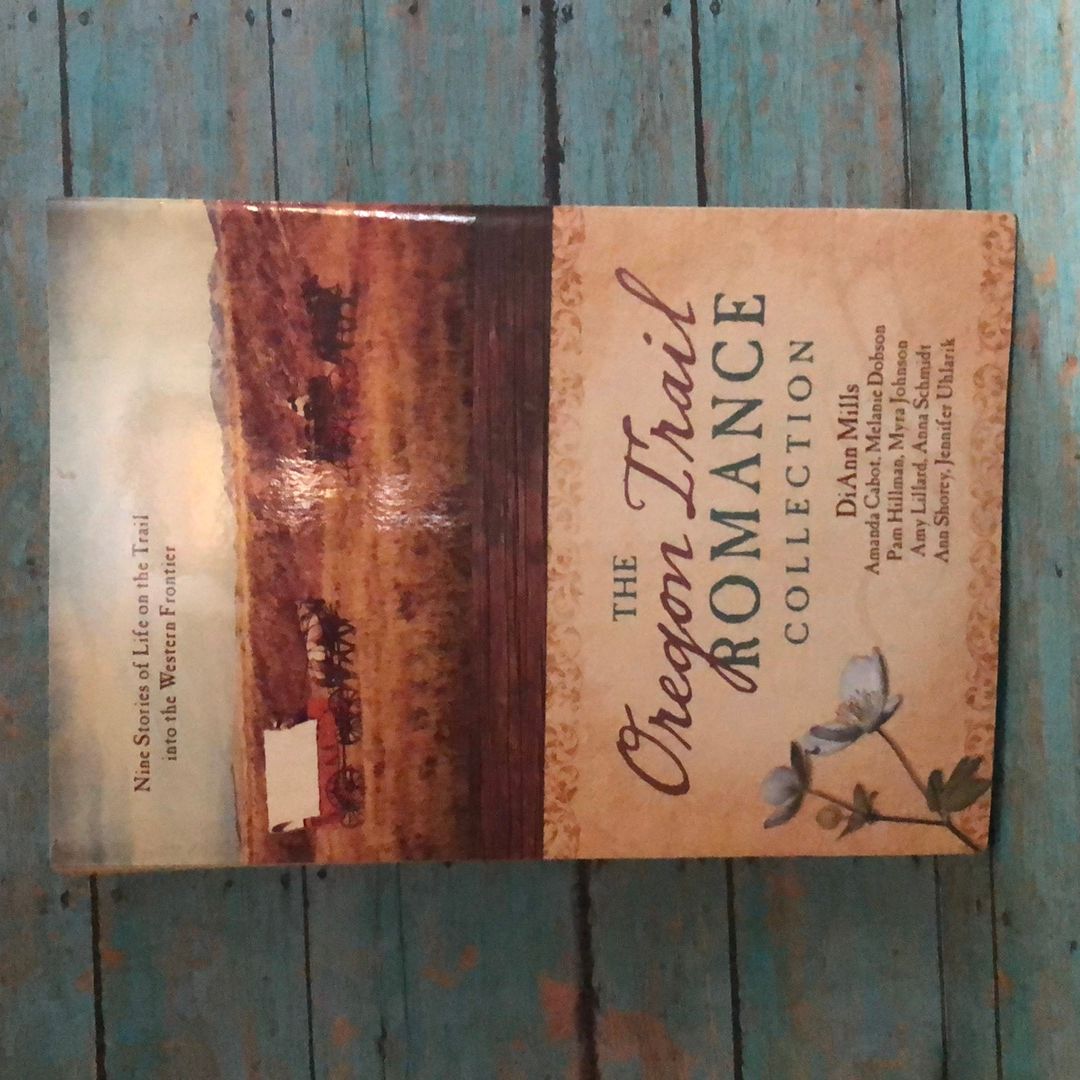 Nine Stories of Life on the Trail
into the Western Frontier
THE
Oregon Trail
ROMANCE
COLLECTION
DiAnn Mills
Amanda Cabot, Melanie Dobson
Pam Hillman, Myra Johnson
Amy Lillard, Anna Schmidt
Ann Shorey, Jennifer Uhlarik